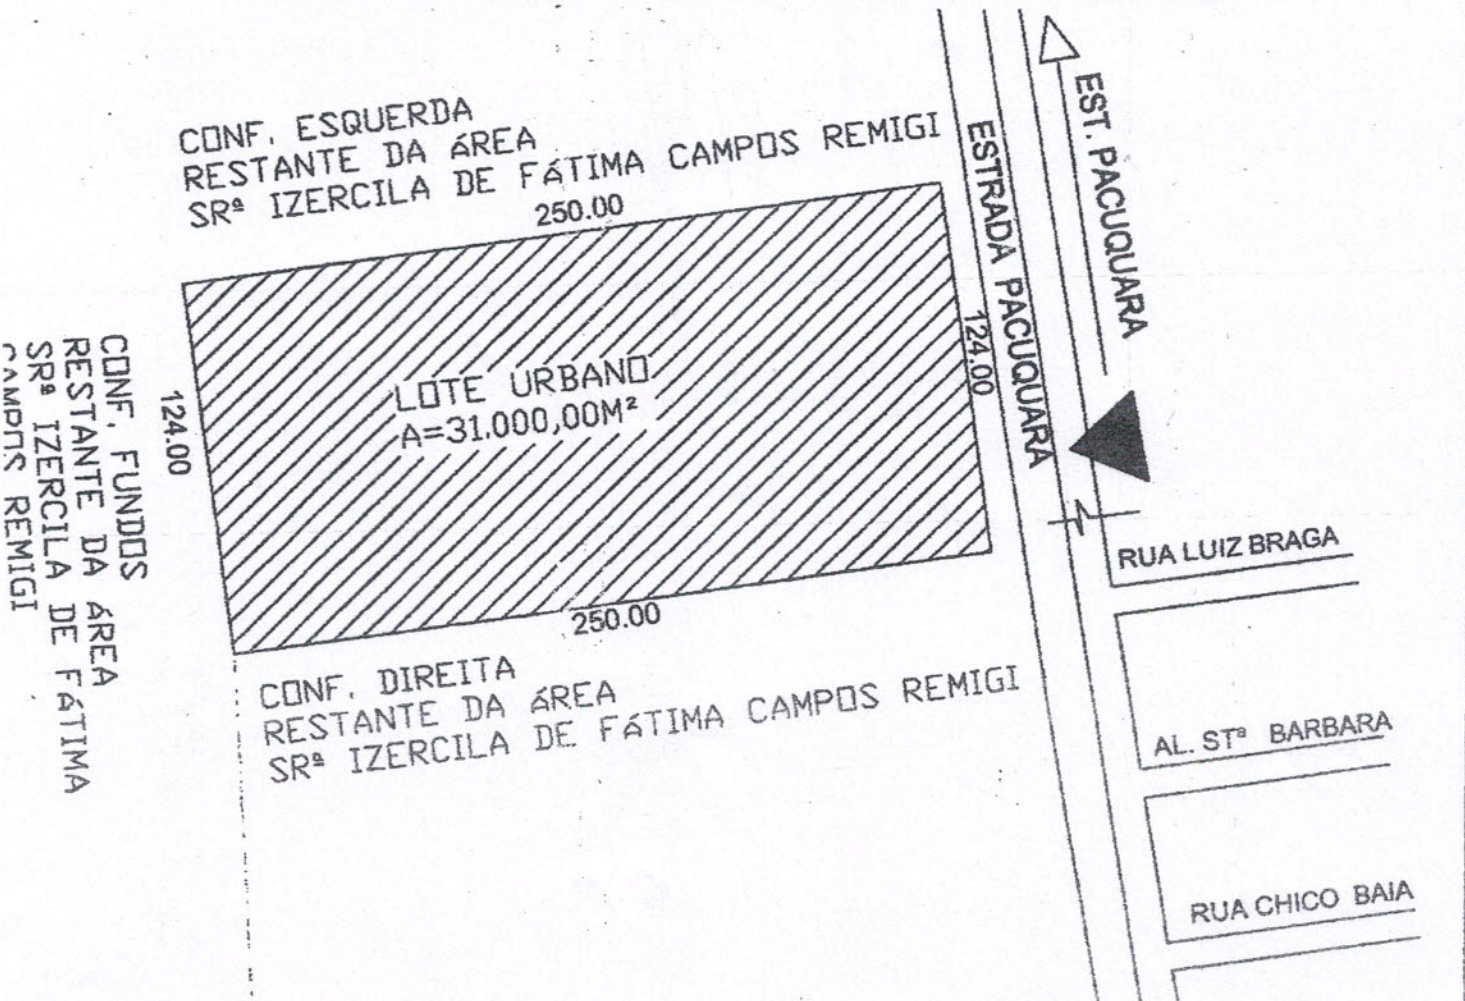 CONF. ESQUERDA
RESTANTE DA ÁREA
SRª IZERCILA DE FÁTIMA CAMPOS REMIGI
250.00
EST. PACUQUARA
ESTRADA PACUQUARA
124.00
LOTE URBANO
A=31.000,00M²
124.00
CONF. FUNDOS
RESTANTE DA ÁREA
SRª IZERCILA DE FÁTIMA
CAMPOS REMIGI
250.00
CONF. DIREITA
RESTANTE DA ÁREA
SRª IZERCILA DE FÁTIMA CAMPOS REMIGI
RUA LUIZ BRAGA
AL. STª BARBARA
RUA CHICO BAIA